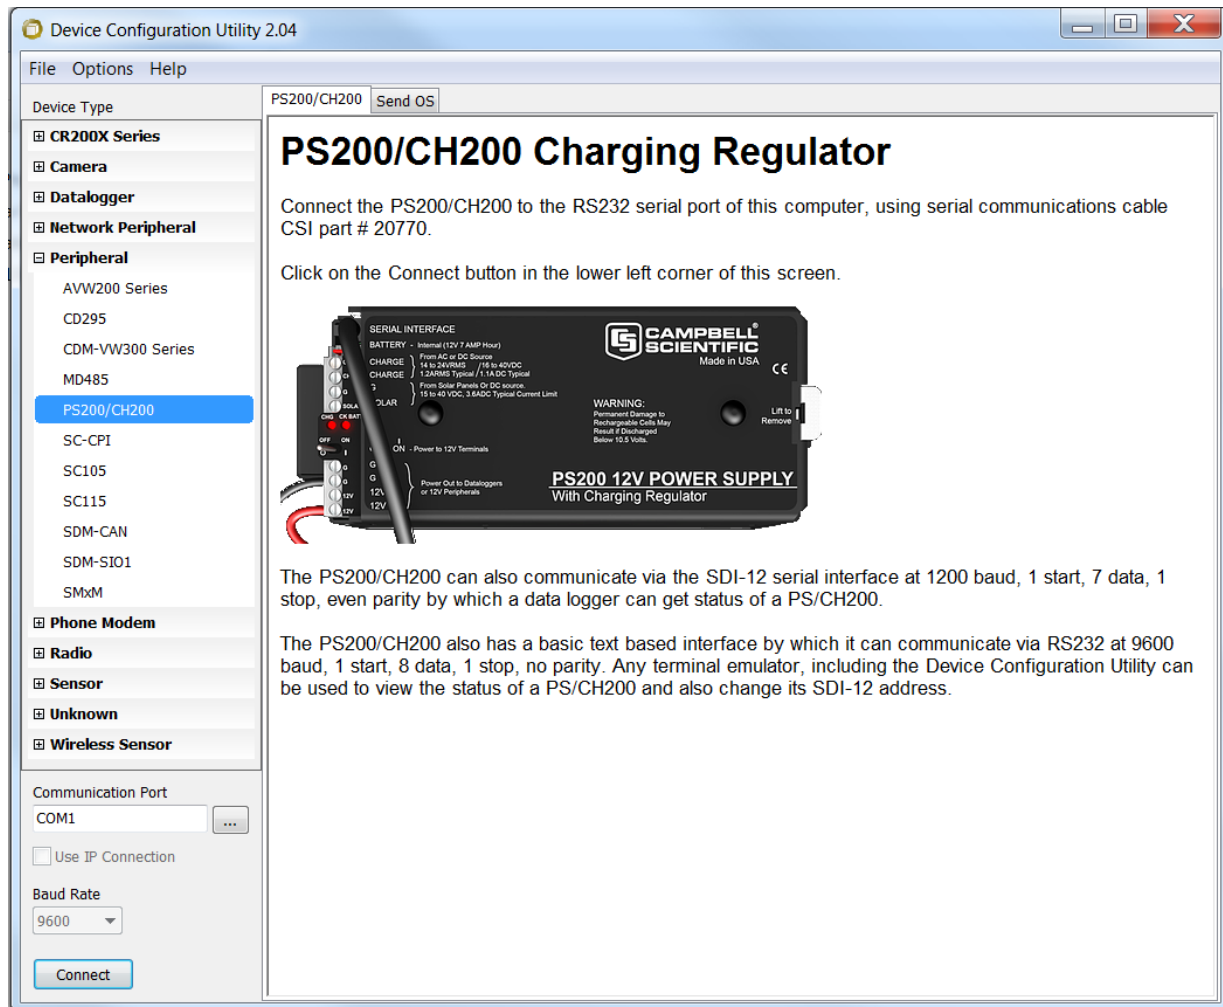 Device Configuration Utility 2.04
File Options Help
Device Type
CR200X Series
Camera
Datalogger
Network Peripheral
Peripheral
AVW200 Series
CD295
CDM-VW300 Series
MD485
PS200/CH200
SC-CPI
SC105
SC115
SDM-CAN
SDM-SIO1
SMxM
Phone Modem
Radio
Sensor
Unknown
Wireless Sensor
Communication Port
COM1
...
Use IP Connection
Baud Rate
9600
Connect
PS200/CH200 Send OS
PS200/CH200 Charging Regulator
Connect the PS200/CH200 to the RS232 serial port of this computer, using serial communications cable
CSI part # 20770.
Click on the Connect button in the lower left corner of this screen.
SERIAL INTERFACE
BATTERY - Internal (12V 7 AMP Hour)
CHARGE
CHARGE
From AC or DC Source
14 to 24VRMS /16 to 40VDC
1.2ARMS Typical /1.1A DC Typical
G
OLAR
From Solar Panels Or DC source.
15 to 40 VDC, 3.6ADC Typical Current Limit
CAMPBELL
SCIENTIFIC
Made in USA
CE
WARNING:
Permanent Damage to
Rechargeable Cells May
Result if Discharged
Below 10.5 Volts.
Lift to
Remove
G
SOLA
CHG CK BAT
OFF ON
I
ON - Power to 12V Terminals
G
G
12V
12V
Power Out to Dataloggers
or 12V Peripherals
G
G
12V
12V
PS200 12V POWER SUPPLY
With Charging Regulator
The PS200/CH200 can also communicate via the SDI-12 serial interface at 1200 baud, 1 start, 7 data, 1
stop, even parity by which a data logger can get status of a PS/CH200.
The PS200/CH200 also has a basic text based interface by which it can communicate via RS232 at 9600
baud, 1 start, 8 data, 1 stop, no parity. Any terminal emulator, including the Device Configuration Utility can
be used to view the status of a PS/CH200 and also change its SDI-12 address.